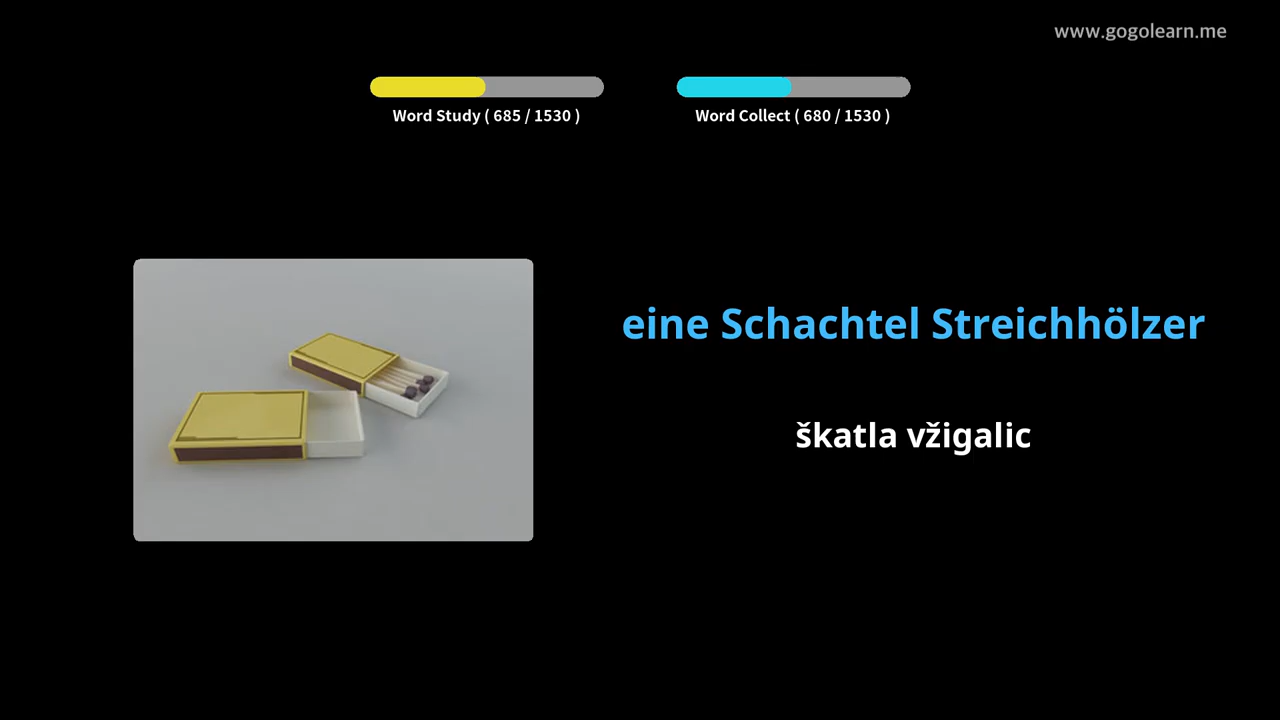 www.gogolearn.me
Word Study ( 685 / 1530 )
Word Collect ( 680 / 1530 )
eine Schachtel Streichhölzer
škatla vžigalic